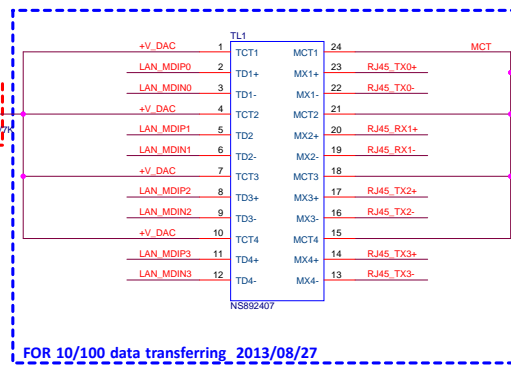 TL1
+V_DAC 1 TCT1 MCT1 24 MCT
LAN_MDIP0 2 TD1+ MX1+ 23 RJ45_TX0+
LAN_MDIN0 3 TD1- MX1- 22 RJ45_TX0-
+V_DAC 4 TCT2 MCT2 21
LAN_MDIP1 5 TD2 MX2+ 20 RJ45_RX1+
LAN_MDIN1 6 TD2- MX2- 19 RJ45_RX1-
+V_DAC 7 TCT3 MCT3 18
LAN_MDIP2 8 TD3+ MX3+ 17 RJ45_TX2+
LAN_MDIN2 9 TD3- MX3- 16 RJ45_TX2-
+V_DAC 10 TCT4 MCT4 15
LAN_MDIP3 11 TD4+ MX4+ 14 RJ45_TX3+
LAN_MDIN3 12 TD4- MX4- 13 RJ45_TX3-
NS892407
FOR 10/100 data transferring 2013/08/27